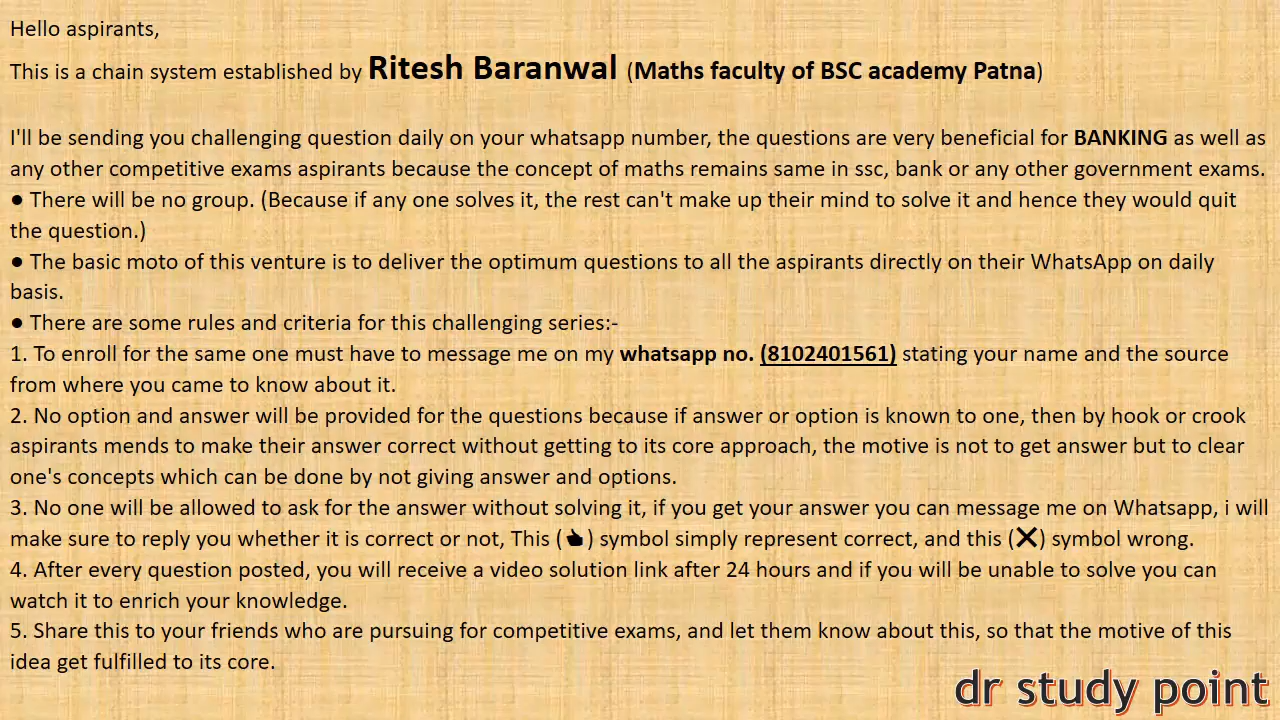 Hello aspirants,
This is a chain system established by Ritesh Baranwal (Maths faculty of BSC academy Patna)
I'll be sending you challenging question daily on your whatsapp number, the questions are very beneficial for BANKING as well as
any other competitive exams aspirants because the concept of maths remains same in ssc, bank or any other government exams.
● There will be no group. (Because if any one solves it, the rest can't make up their mind to solve it and hence they would quit
the question.)
● The basic moto of this venture is to deliver the optimum questions to all the aspirants directly on their WhatsApp on daily
basis.
● There are some rules and criteria for this challenging series:-
1. To enroll for the same one must have to message me on my whatsapp no. (8102401561) stating your name and the source
from where you came to know about it.
2. No option and answer will be provided for the questions because if answer or option is known to one, then by hook or crook
aspirants mends to make their answer correct without getting to its core approach, the motive is not to get answer but to clear
one's concepts which can be done by not giving answer and options.
3. No one will be allowed to ask for the answer without solving it, if you get your answer you can message me on Whatsapp, i will
make sure to reply you whether it is correct or not, This (👍) symbol simply represent correct, and this (❌) symbol wrong.
4. After every question posted, you will receive a video solution link after 24 hours and if you will be unable to solve you can
watch it to enrich your knowledge.
5. Share this to your friends who are pursuing for competitive exams, and let them know about this, so that the motive of this
idea get fulfilled to its core.
dr study point